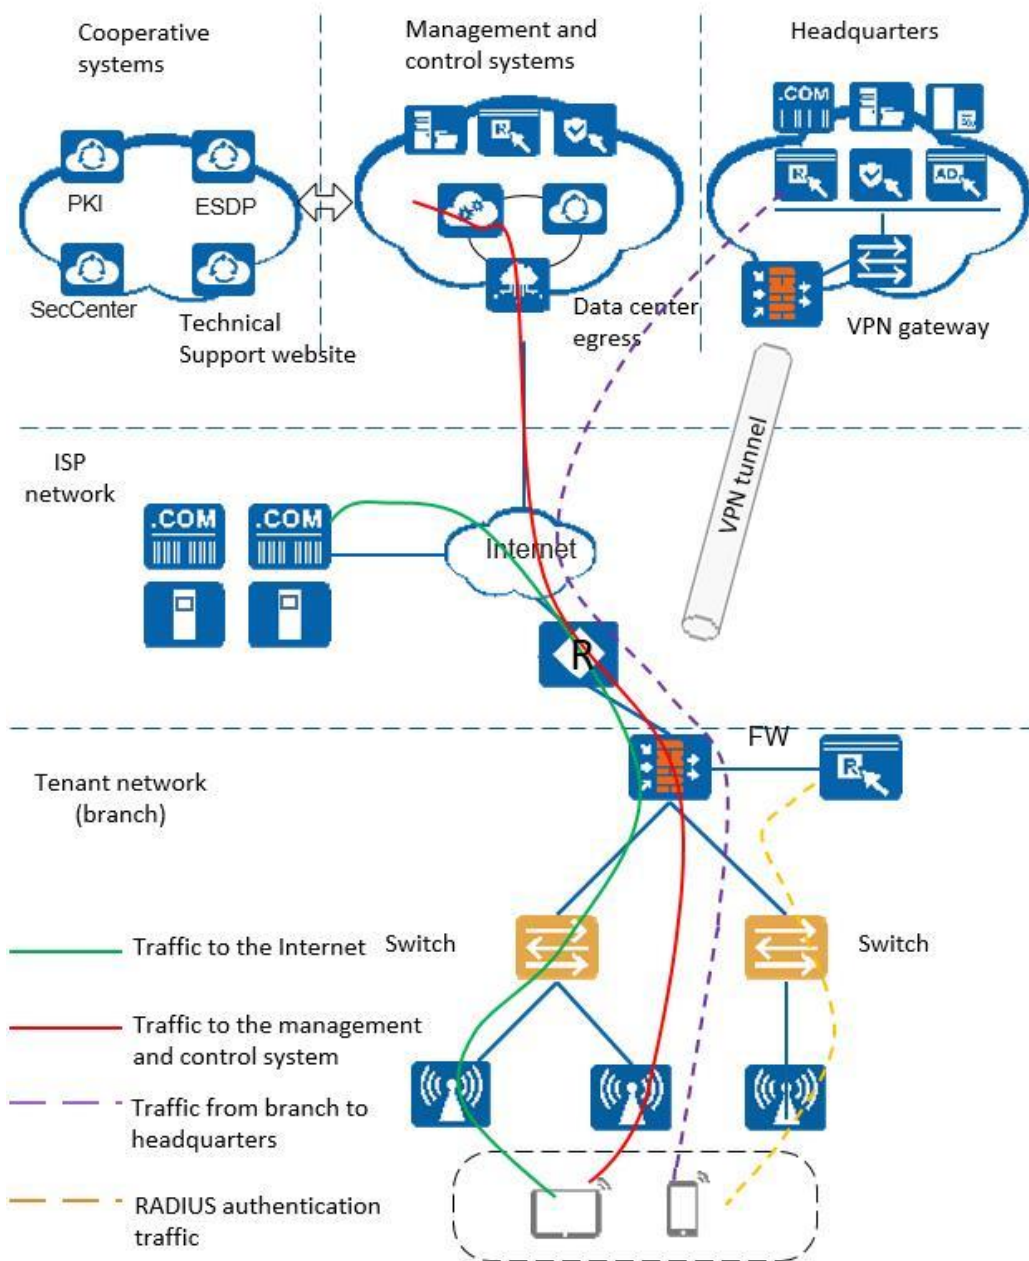 Cooperative
systems
Management and
control systems
Headquarters
.COM
R
R
AD
PKI
ESDP
SecCenter
Technical
Support website
Data center
egress
VPN gateway
VPN tunnel
ISP
network
.COM
.COM
Internet
R
FW
R
Tenant network
(branch)
Switch
Switch
Traffic to the Internet
Traffic to the management
and control system
Traffic from branch to
headquarters
RADIUS authentication
traffic